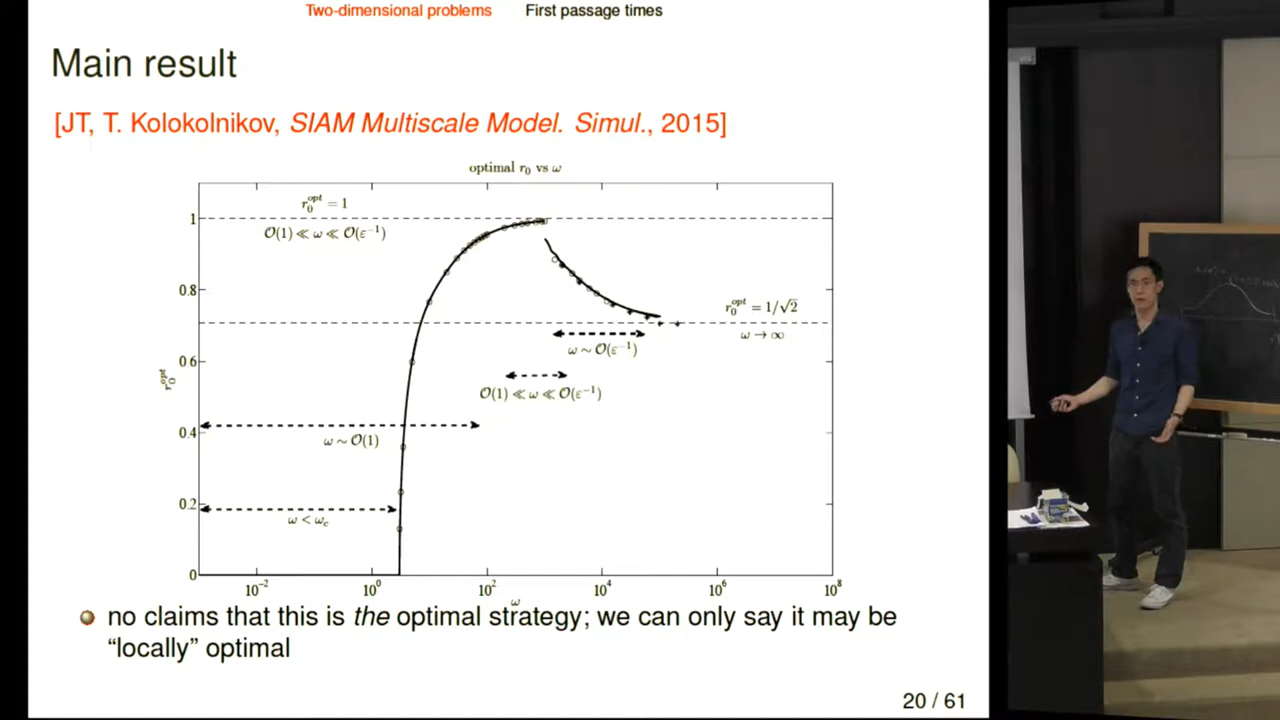 Two-dimensional problems First passage times
Main result
[JT, T. Kolokolnikov, SIAM Multiscale Model. Simul., 2015]
optimal r₀ vs ω
r₀ᵒᵖᵗ = 1
𝒪(1) ≪ ω ≪ 𝒪(ε⁻¹)
r₀ᵒᵖᵗ = 1/√2
ω → ∞
ω ~ 𝒪(ε⁻¹)
𝒪(1) ≪ ω ≪ 𝒪(ε⁻¹)
ω ~ 𝒪(1)
ω < ω_c
1
0.8
0.6
0.4
0.2
0
r₀ᵒᵖᵗ
10⁻² 10⁰ 10² 10⁴ 10⁶ 10⁸
ω
no claims that this is the optimal strategy; we can only say it may be
“locally” optimal
20 / 61